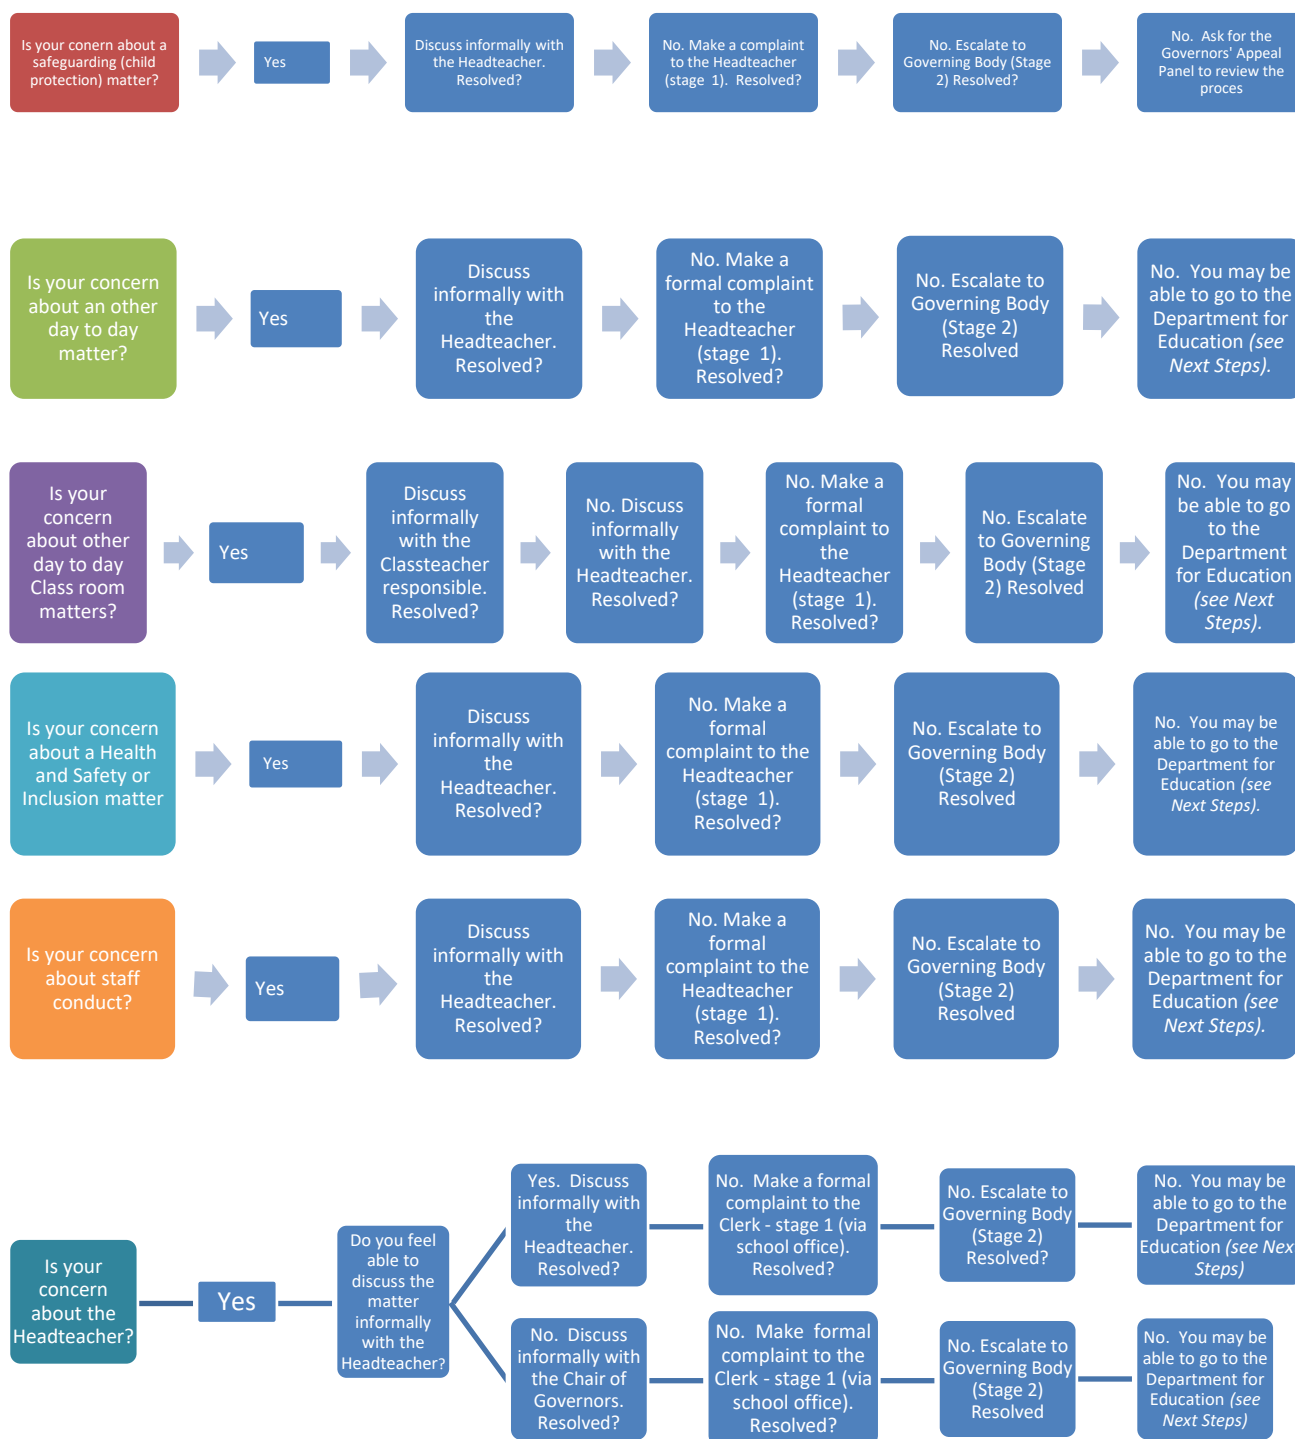 Is your conern about a
safeguarding (child
protection) matter?
Yes
Discuss informally with
the Headteacher.
Resolved?
No. Make a complaint
to the Headteacher
(stage 1). Resolved?
No. Escalate to
Governing Body (Stage
2) Resolved?
No. Ask for the
Governors' Appeal
Panel to review the
proces
Is your concern
about an other
day to day
matter?
Yes
Discuss
informally with
the
Headteacher.
Resolved?
No. Make a
formal complaint
to the
Headteacher
(stage 1).
Resolved?
No. Escalate to
Governing Body
(Stage 2)
Resolved
No. You may be
able to go to the
Department for
Education (see
Next Steps).
Is your
concern
about other
day to day
Class room
matters?
Yes
Discuss
informally
with the
Classteacher
responsible.
Resolved?
No. Discuss
informally
with the
Headteacher.
Resolved?
No. Make a
formal
complaint to
the
Headteacher
(stage 1).
Resolved?
No. Escalate
to Governing
Body (Stage
2) Resolved
No. You may
be able to go
to the
Department
for Education
(see Next
Steps).
Is your concern
about a Health
and Safety or
Inclusion matter
Yes
Discuss
informally with
the
Headteacher.
Resolved?
No. Make a
formal
complaint to the
Headteacher
(stage 1).
Resolved?
No. Escalate to
Governing Body
(Stage 2)
Resolved
No. You may be
able to go to the
Department for
Education (see
Next Steps).
Is your concern
about staff
conduct?
Yes
Discuss
informally with
the
Headteacher.
Resolved?
No. Make a
formal
complaint to the
Headteacher
(stage 1).
Resolved?
No. Escalate to
Governing Body
(Stage 2)
Resolved
No. You may be
able to go to the
Department for
Education (see
Next Steps).
Is your
concern
about the
Headteacher?
Yes
Do you feel
able to
discuss the
matter
informally
with the
Headteacher?
Yes. Discuss
informally with
the
Headteacher.
Resolved?
No. Make a formal
complaint to the
Clerk - stage 1 (via
school office).
Resolved?
No. Escalate to
Governing Body
(Stage 2)
Resolved?
No. You may be
able to go to the
Department for
Education (see Nex
Steps)
No. Discuss
informally with
the Chair of
Governors.
Resolved?
No. Make formal
complaint to the
Clerk - stage 1 (via
school office).
Resolved?
No. Escalate to
Governing Body
(Stage 2)
Resolved
No. You may be
able to go to the
Department for
Education (see
Next Steps)